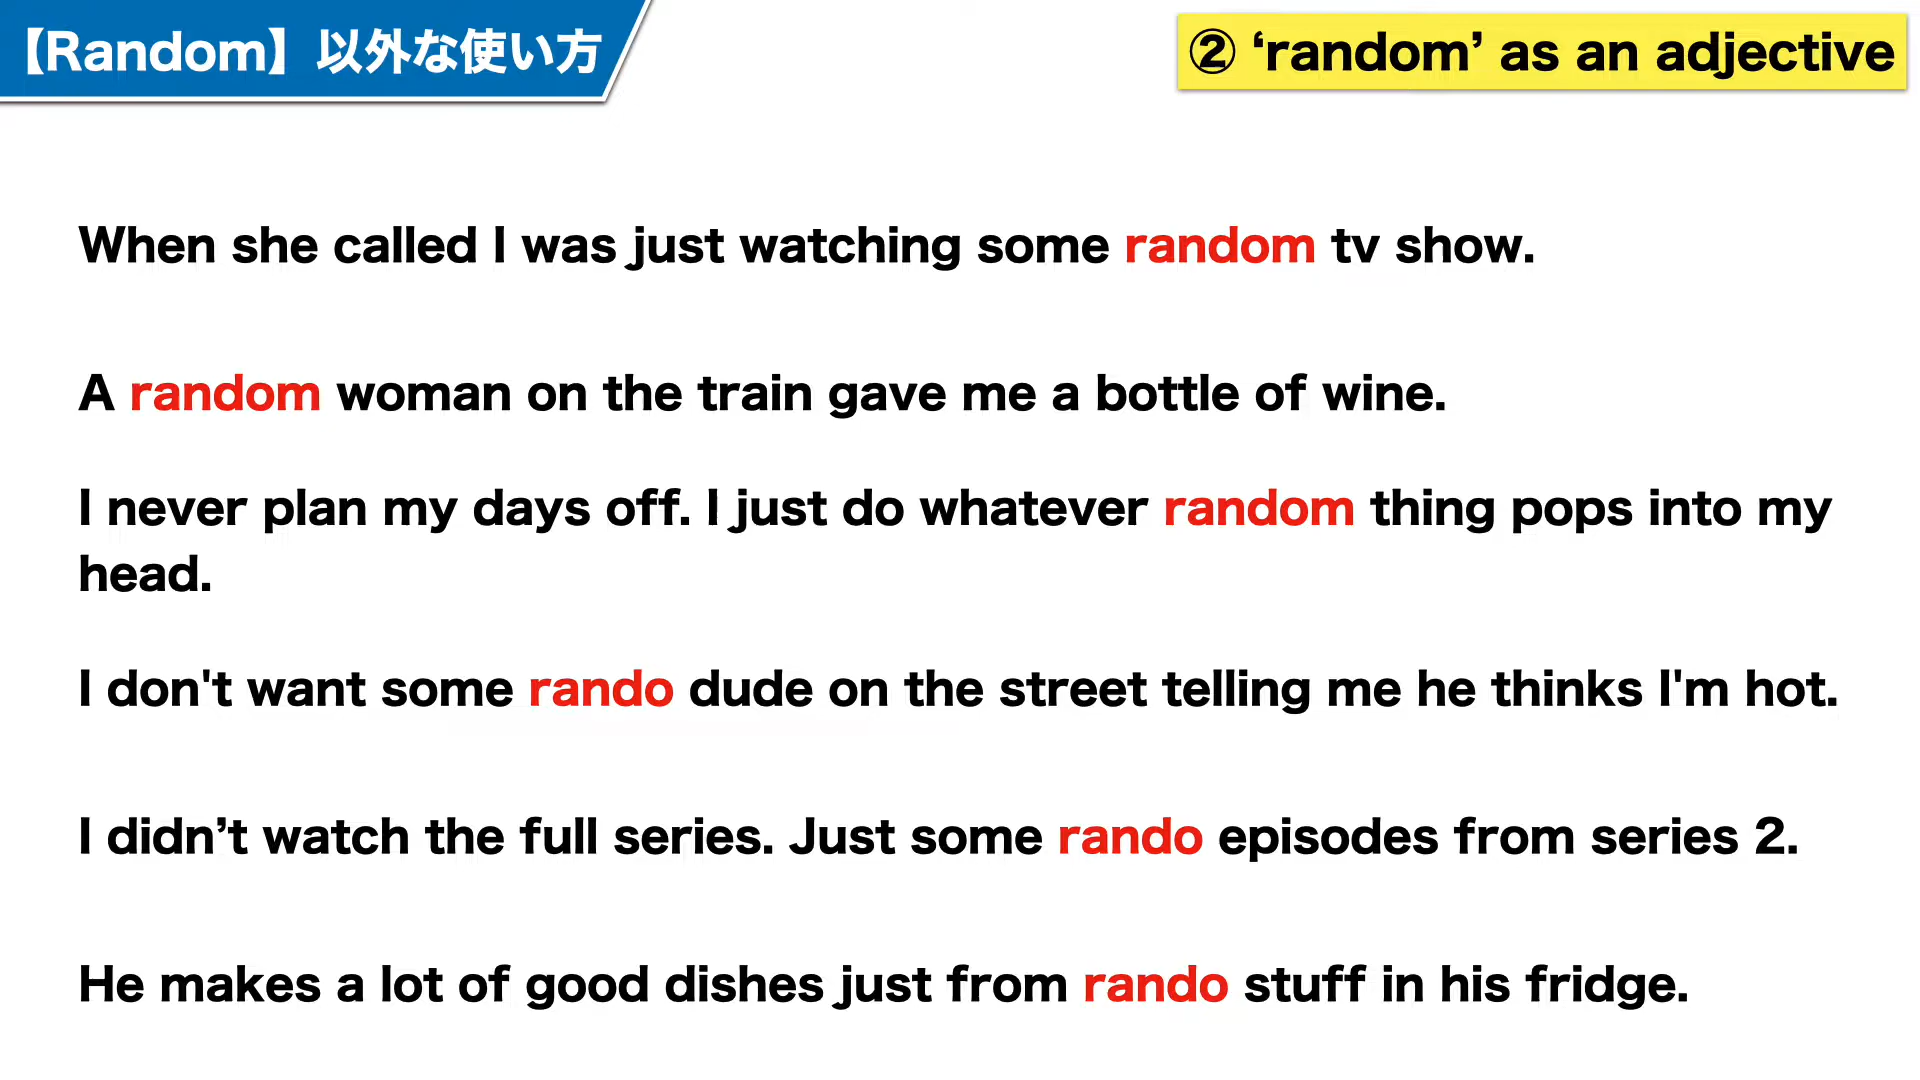 【Random】以外な使い方
② ‘random’ as an adjective
When she called I was just watching some random tv show.
A random woman on the train gave me a bottle of wine.
I never plan my days off. I just do whatever random thing pops into my
head.
I don't want some rando dude on the street telling me he thinks I'm hot.
I didn’t watch the full series. Just some rando episodes from series 2.
He makes a lot of good dishes just from rando stuff in his fridge.